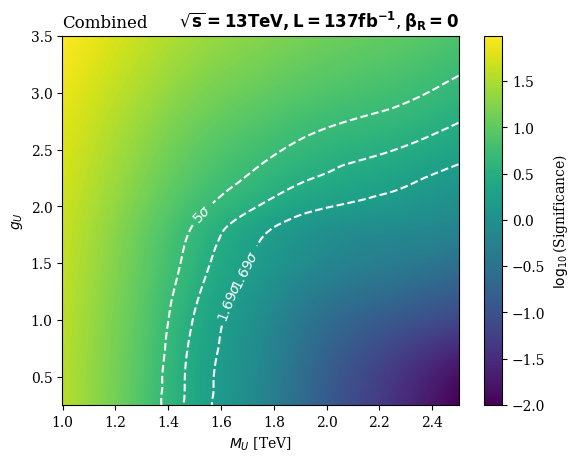 Combined
√s = 13TeV, L = 137fb⁻¹, β_R = 0
3.5
3.0
2.5
2.0
1.5
1.0
0.5
g_U
5σ
1.69σ
1.69σ
1.0
1.2
1.4
1.6
1.8
2.0
2.2
2.4
M_U [TeV]
1.5
1.0
0.5
0.0
−0.5
−1.0
−1.5
−2.0
log₁₀(Significance)